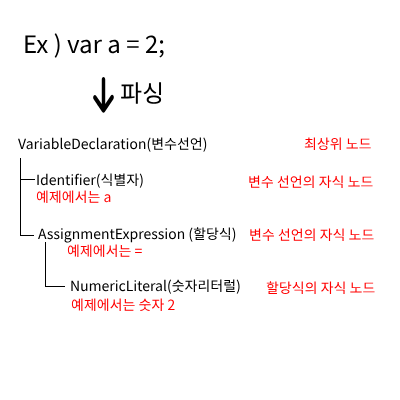 Ex ) var a = 2;
파싱
VariableDeclaration(변수선언) 최상위 노드
Identifier(식별자) 변수 선언의 자식 노드
예제에서는 a
AssignmentExpression (할당식) 변수 선언의 자식 노드
예제에서는 =
NumericLiteral(숫자리터럴) 할당식의 자식 노드
예제에서는 숫자 2